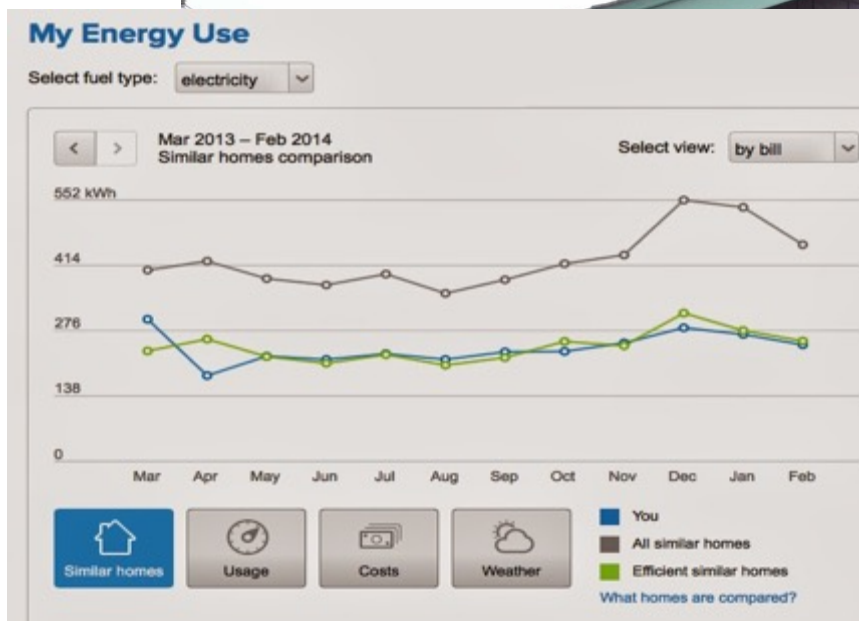 My Energy Use
Select fuel type: electricity
Mar 2013 – Feb 2014
Similar homes comparison
Select view: by bill
552 kWh
414
276
138
0
Mar Apr May Jun Jul Aug Sep Oct Nov Dec Jan Feb
Similar homes
Usage
Costs
Weather
You
All similar homes
Efficient similar homes
What homes are compared?